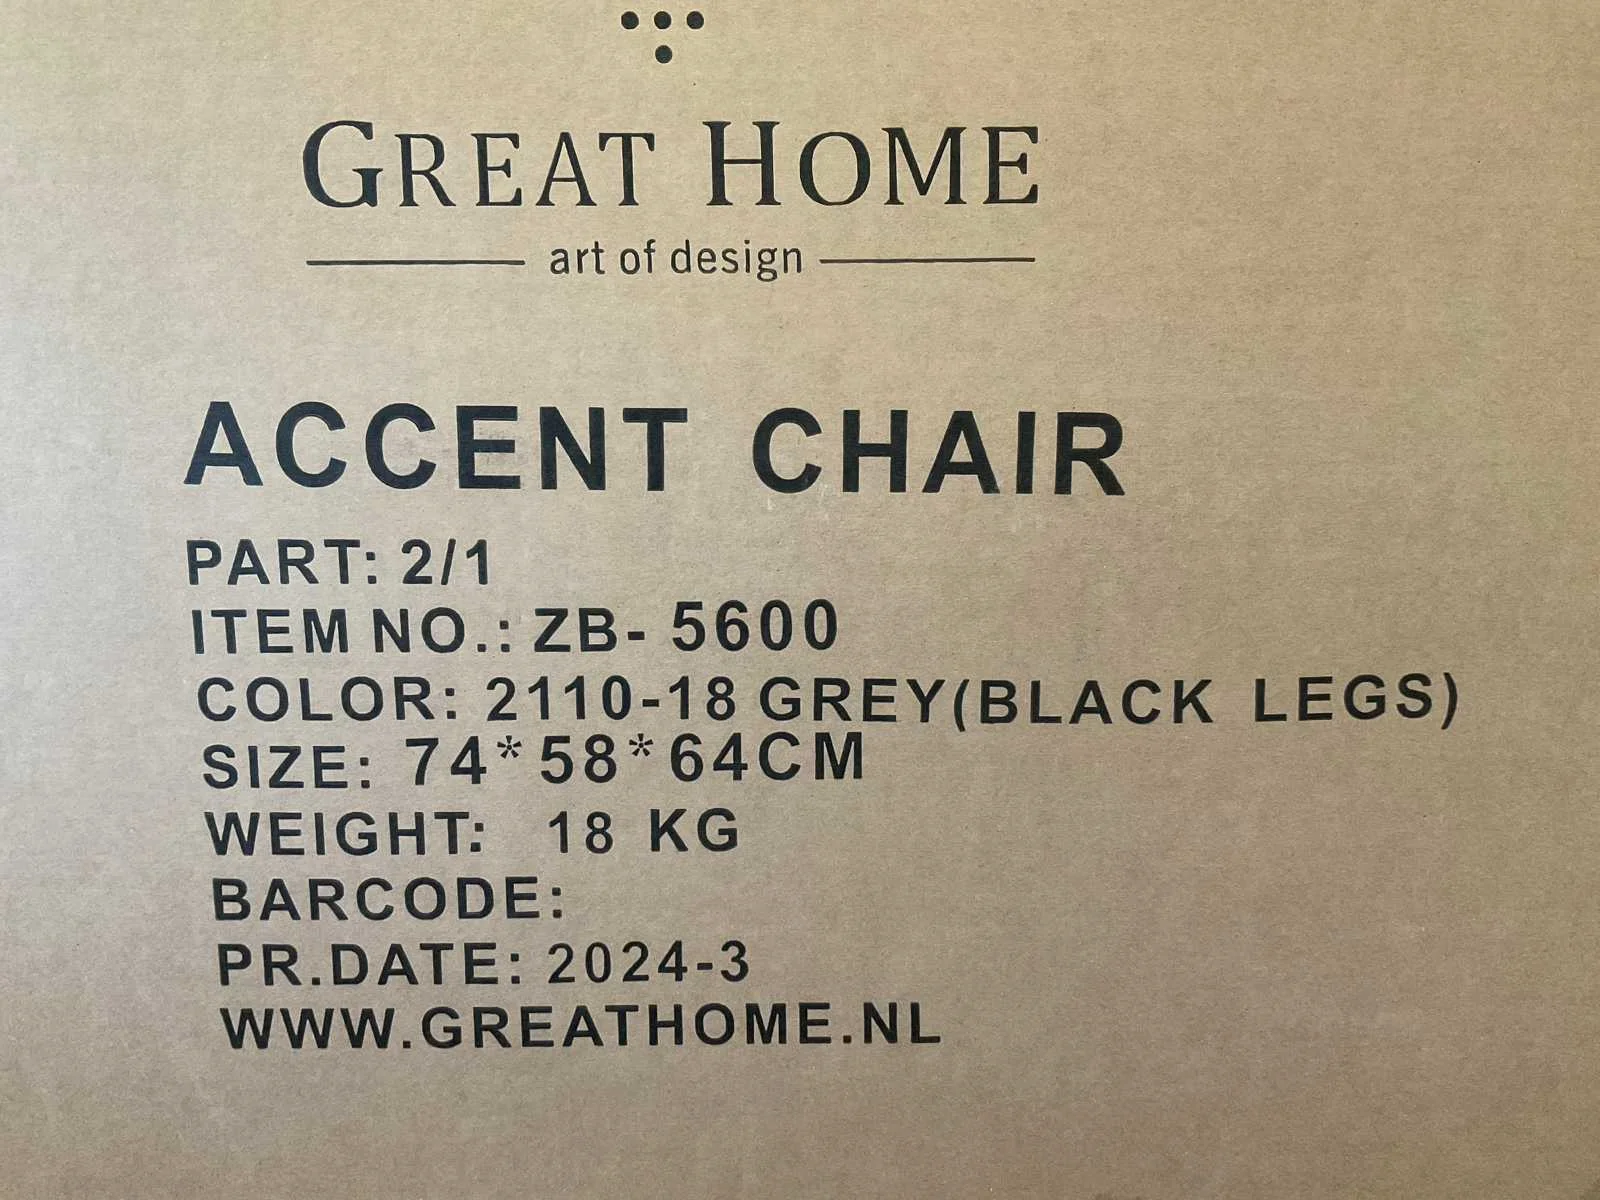 GREAT HOME
art of design
ACCENT CHAIR
PART: 2/1
ITEM NO.: ZB- 5600
COLOR: 2110-18 GREY(BLACK LEGS)
SIZE: 74*58*64CM
WEIGHT: 18 KG
BARCODE:
PR.DATE: 2024-3
WWW.GREATHOME.NL